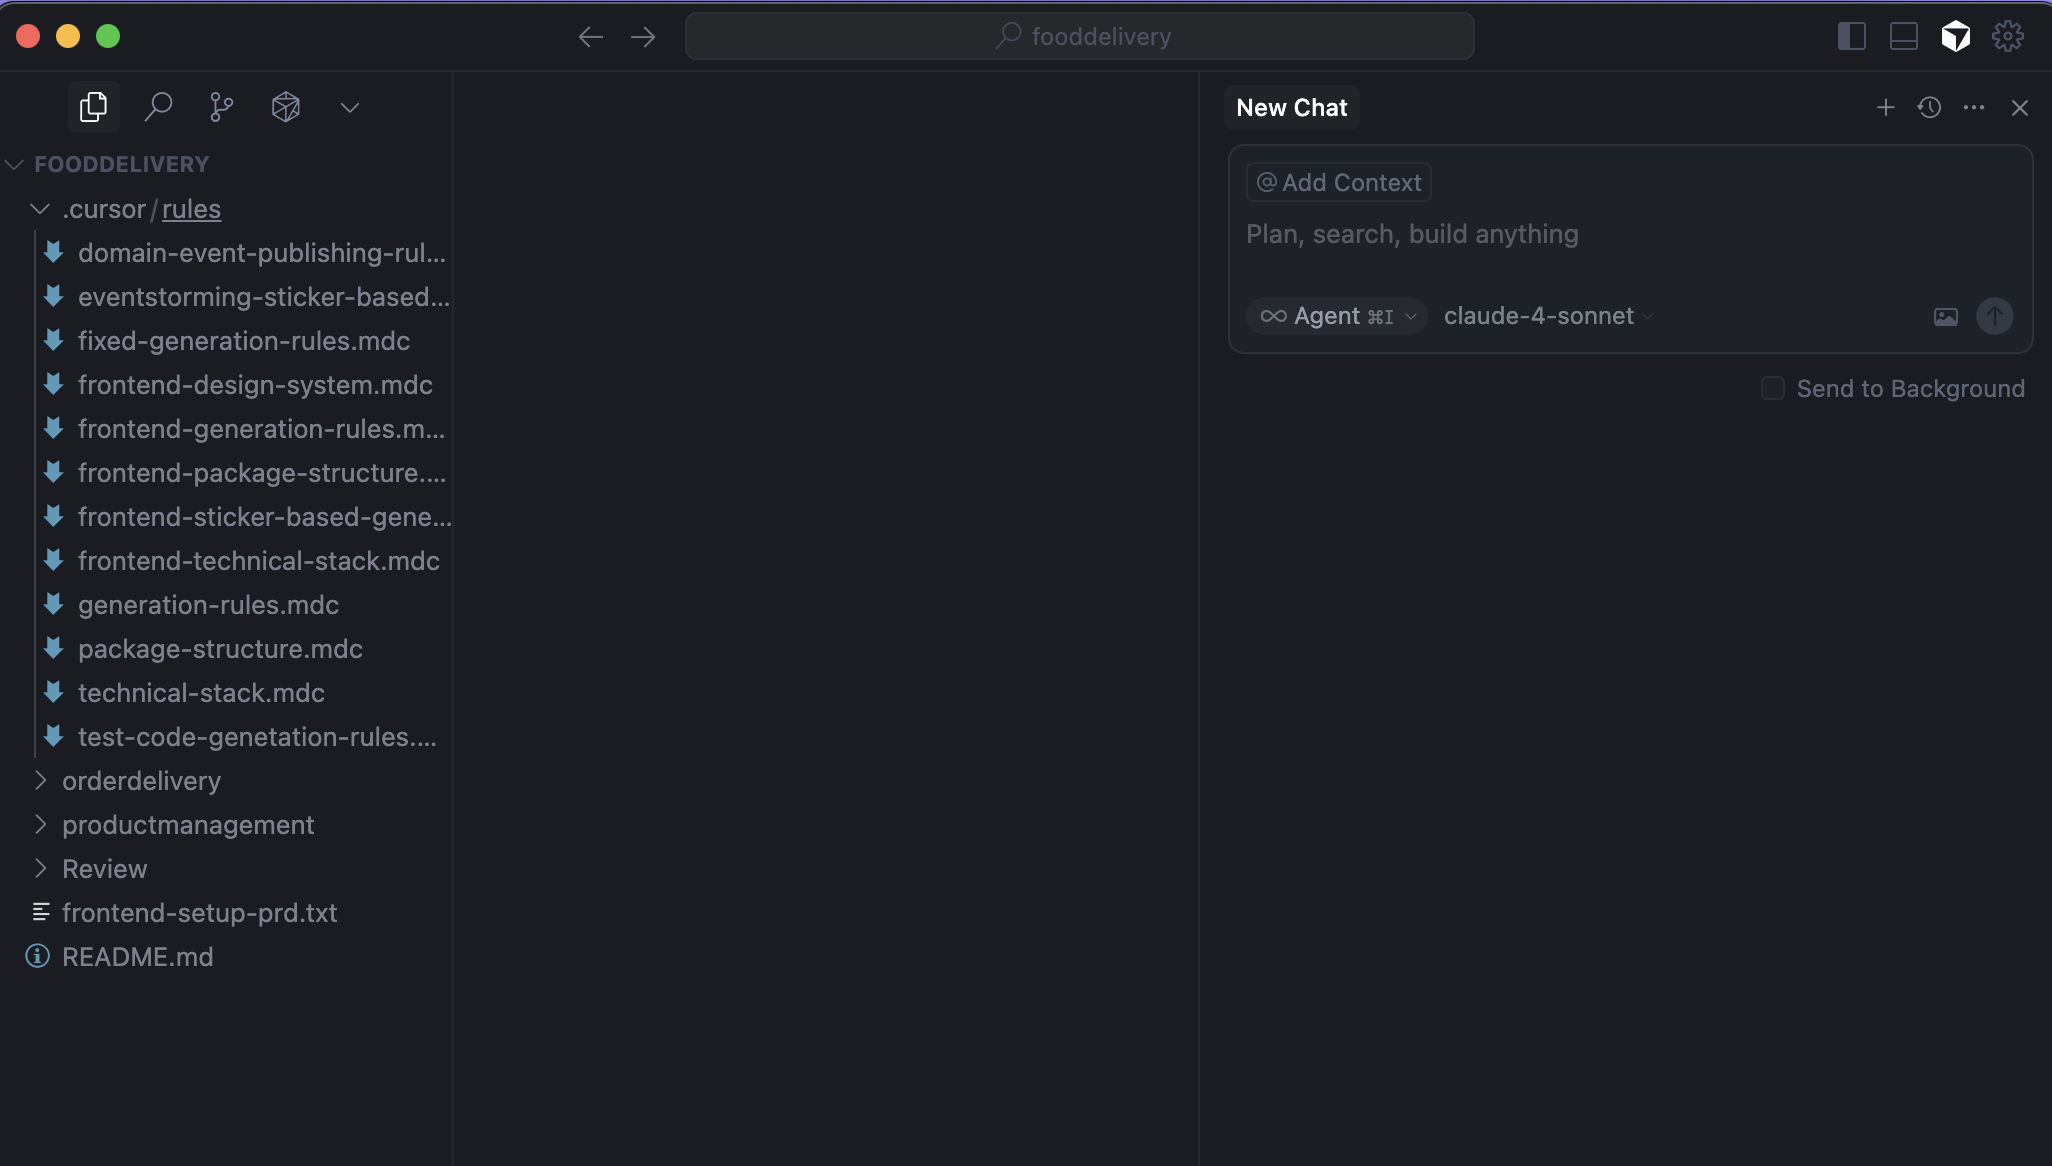 fooddelivery
FOODDELIVERY
.cursor/rules
domain-event-publishing-rul...
eventstorming-sticker-based...
fixed-generation-rules.mdc
frontend-design-system.mdc
frontend-generation-rules.m...
frontend-package-structure....
frontend-sticker-based-gene...
frontend-technical-stack.mdc
generation-rules.mdc
package-structure.mdc
technical-stack.mdc
test-code-genetation-rules....
orderdelivery
productmanagement
Review
frontend-setup-prd.txt
README.md
New Chat
@ Add Context
Plan, search, build anything
∞ Agent ⌘I claude-4-sonnet
Send to Background